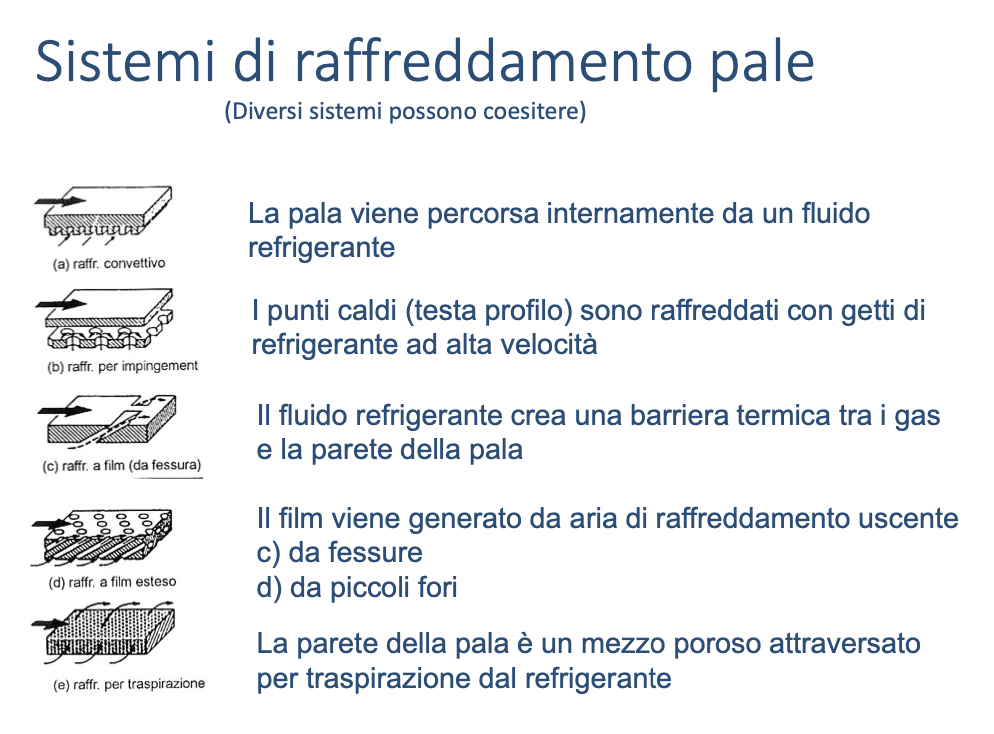 Sistemi di raffreddamento pale
(Diversi sistemi possono coesitere)
(a) raffr. convettivo
La pala viene percorsa internamente da un fluido
refrigerante
(b) raffr. per impingement
I punti caldi (testa profilo) sono raffreddati con getti di
refrigerante ad alta velocità
(c) raffr. a film (da fessura)
Il fluido refrigerante crea una barriera termica tra i gas
e la parete della pala
(d) raffr. a film esteso
Il film viene generato da aria di raffreddamento uscente
c) da fessure
d) da piccoli fori
(e) raffr. per traspirazione
La parete della pala è un mezzo poroso attraversato
per traspirazione dal refrigerante